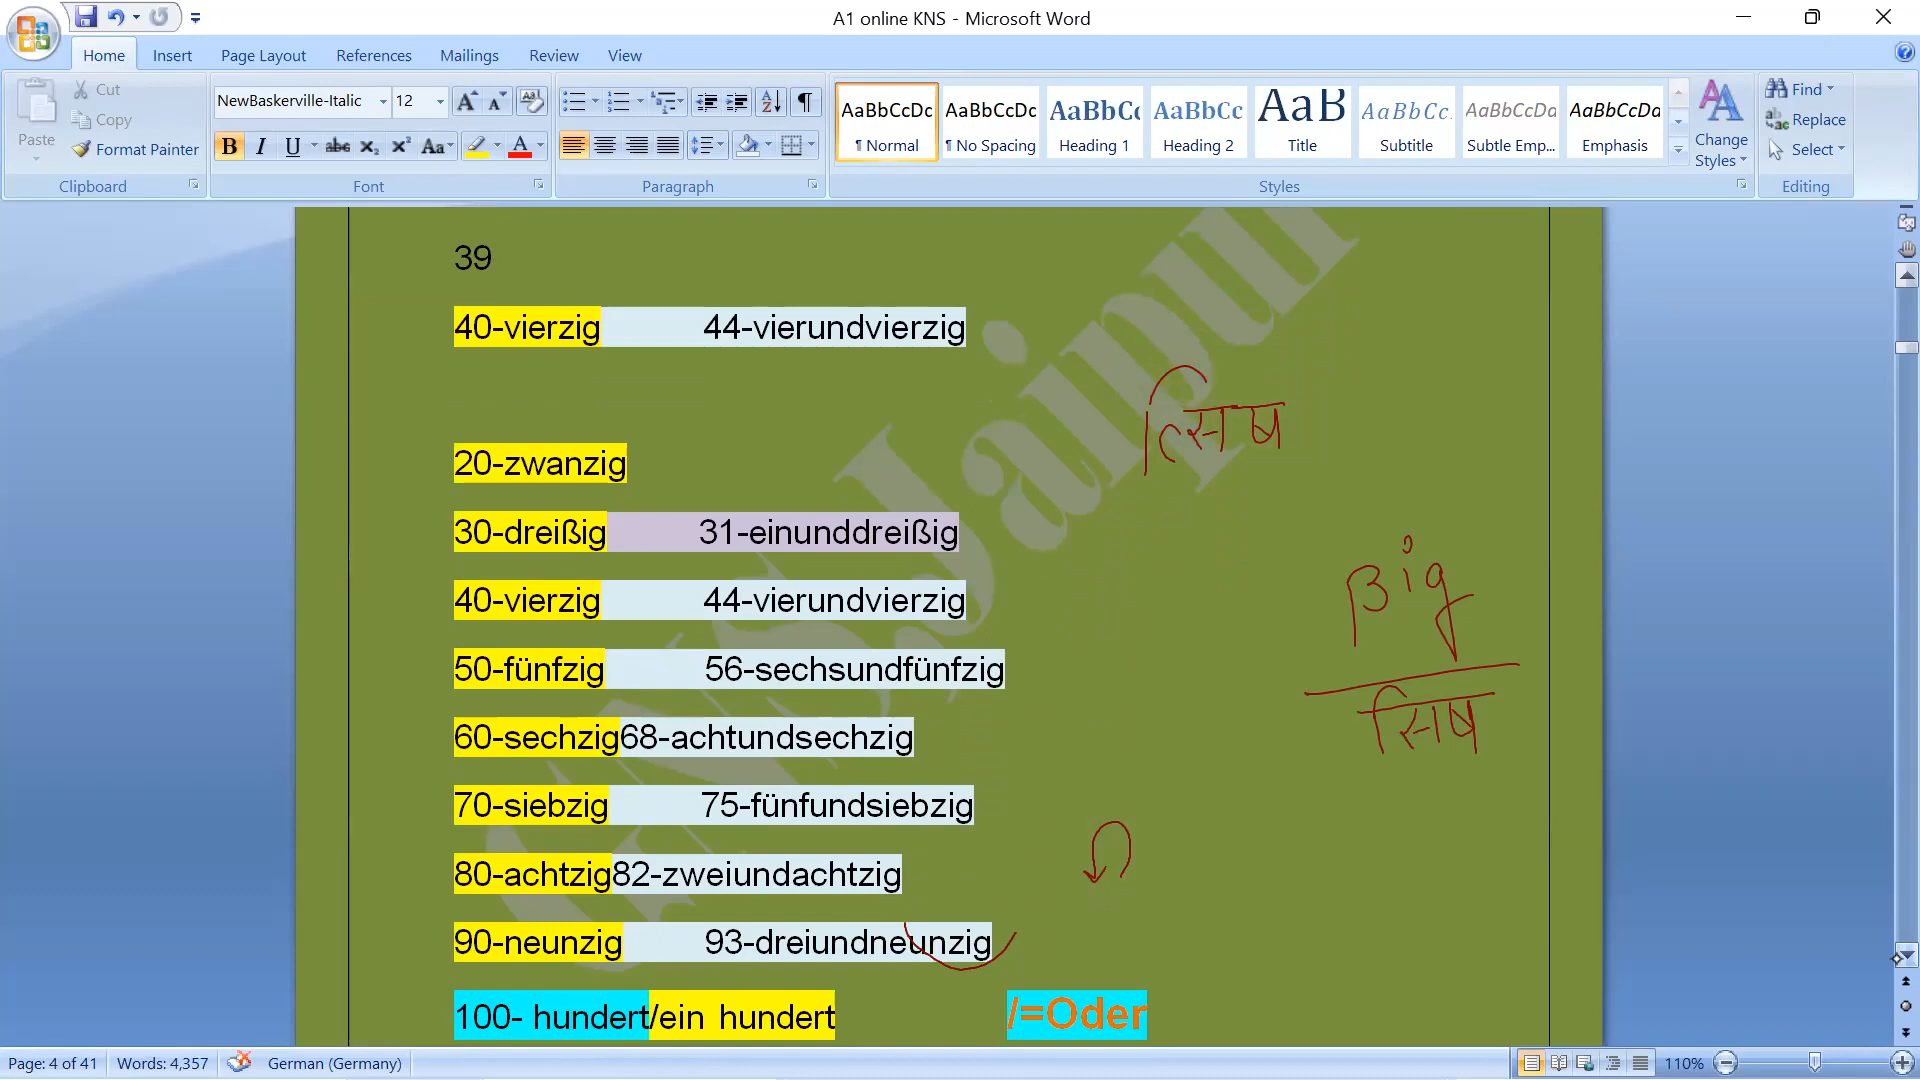 A1 online KNS - Microsoft Word
Home Insert Page Layout References Mailings Review View
Paste
Cut
Copy
Format Painter
Clipboard
NewBaskerville-Italic 12
Font
Paragraph
AaBbCcDc AaBbCcDc AaBbC AaBbCc AaB AaBbCc. AaBbCcDa AaBbCcDa
¶ Normal ¶ No Spacing Heading 1 Heading 2 Title Subtitle Subtle Emp... Emphasis
Change Styles
Styles
Find
Replace
Select
Editing
39
40-vierzig 44-vierundvierzig
20-zwanzig
30-dreißig 31-einunddreißig
40-vierzig 44-vierundvierzig
50-fünfzig 56-sechsundfünfzig
60-sechzig68-achtundsechzig
70-siebzig 75-fünfundsiebzig
80-achtzig82-zweiundachtzig
90-neunzig 93-dreiundneunzig
100- hundert/ein hundert /=Oder
ßig
Jaipur
Page: 4 of 41 Words: 4,357 German (Germany) 110%